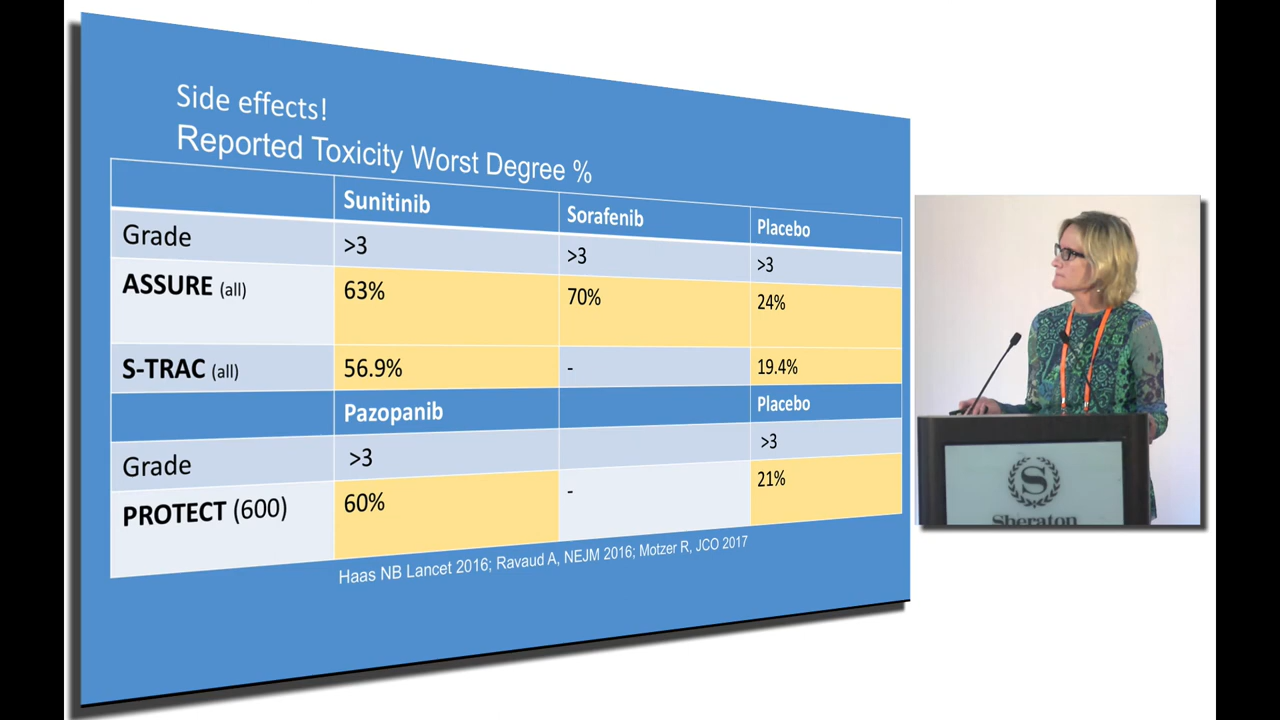 Side effects!
Reported Toxicity Worst Degree %
Sunitinib Sorafenib Placebo
Grade >3 >3 >3
ASSURE (all) 63% 70% 24%
S-TRAC (all) 56.9% - 19.4%
Pazopanib Placebo
Grade >3 >3
PROTECT (600) 60% - 21%
Haas NB Lancet 2016; Ravaud A, NEJM 2016; Motzer R, JCO 2017
S
Sheraton